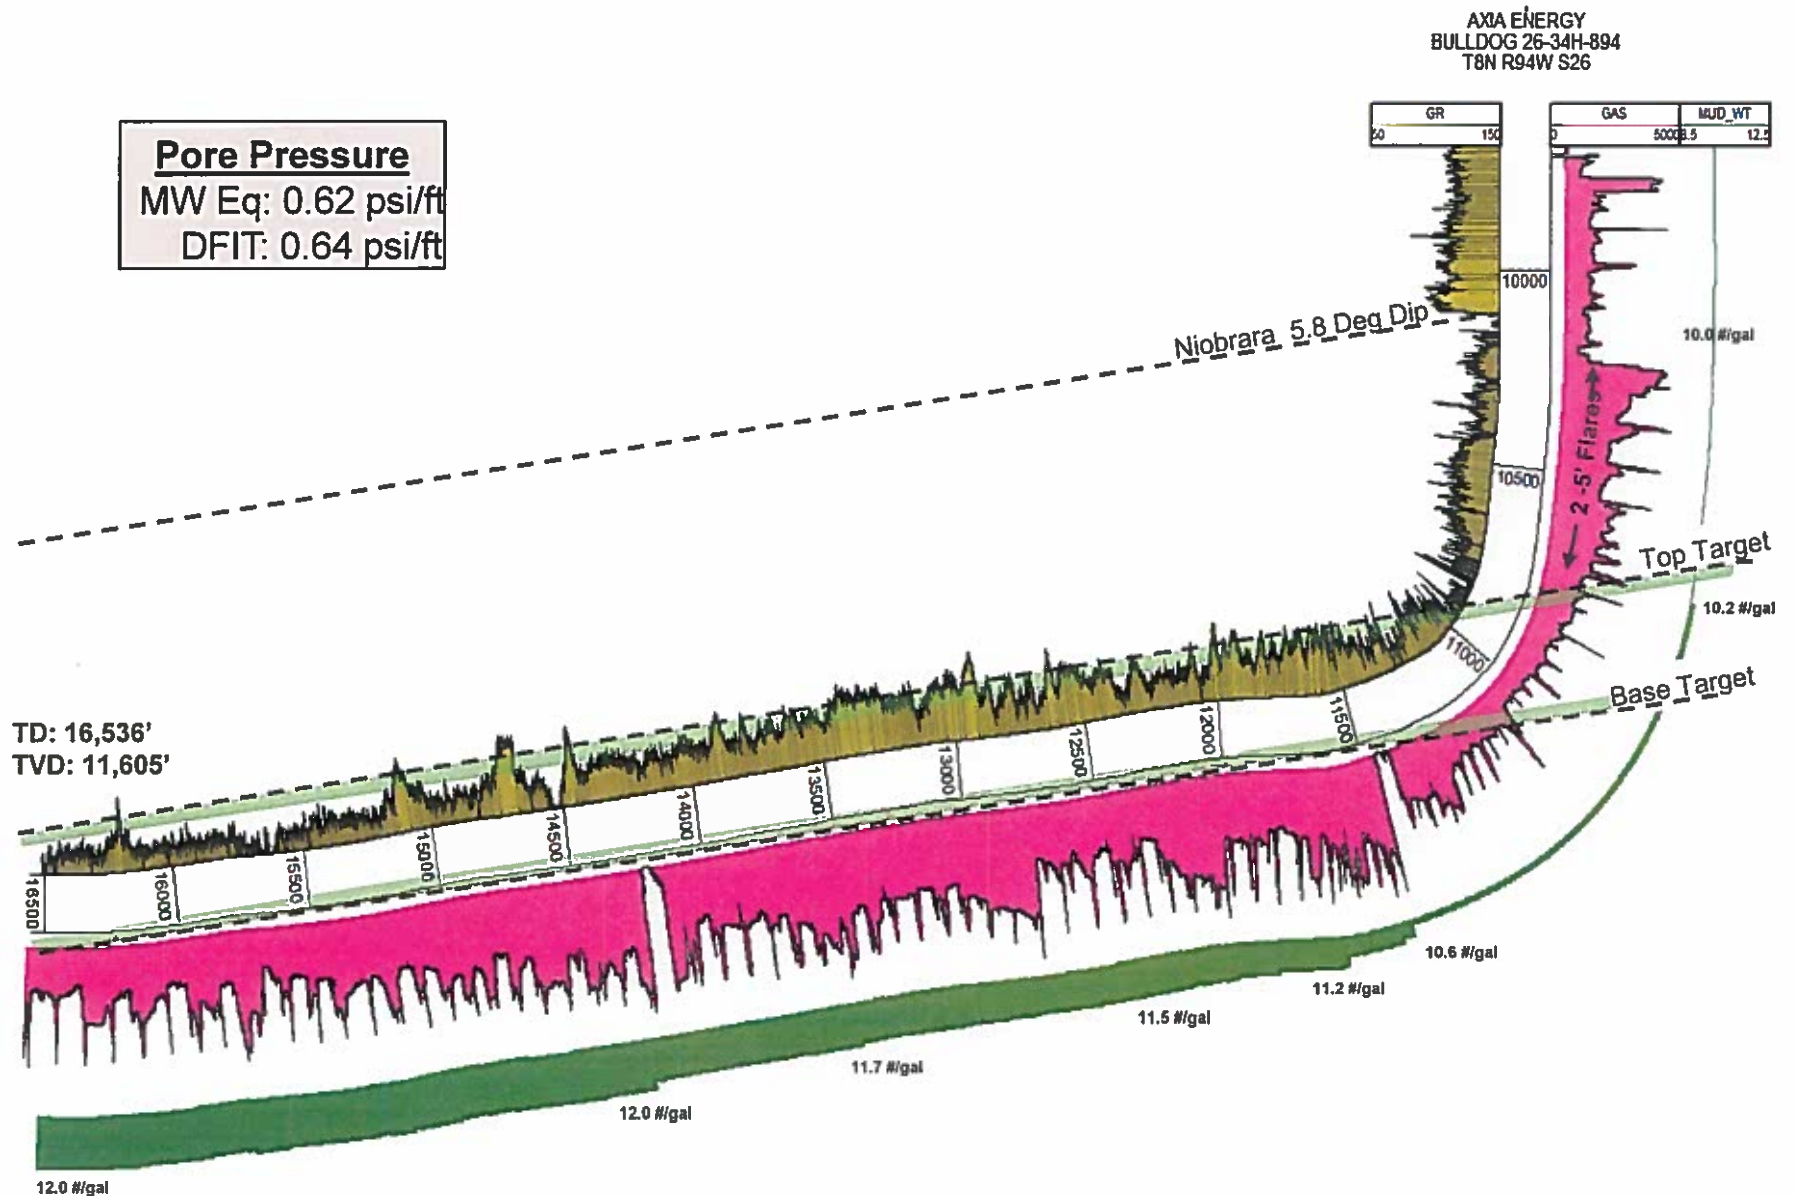 AXIA ENERGY
BULLDOG 26-34H-894
T8N R94W S26
GR
50 150
GAS
0 5000
MUD_WT
8.5 12.5
Pore Pressure
MW Eq: 0.62 psi/ft
DFIT: 0.64 psi/ft
10000
Niobrara 5.8 Deg Dip
10.0 #/gal
2 -5' Flares
10500
Top Target
10.2 #/gal
11000
Base Target
TD: 16,536'
TVD: 11,605'
11500
12000
12500
13000
13500
14000
14500
15000
15500
16000
16500
10.6 #/gal
11.2 #/gal
11.5 #/gal
11.7 #/gal
12.0 #/gal
12.0 #/gal